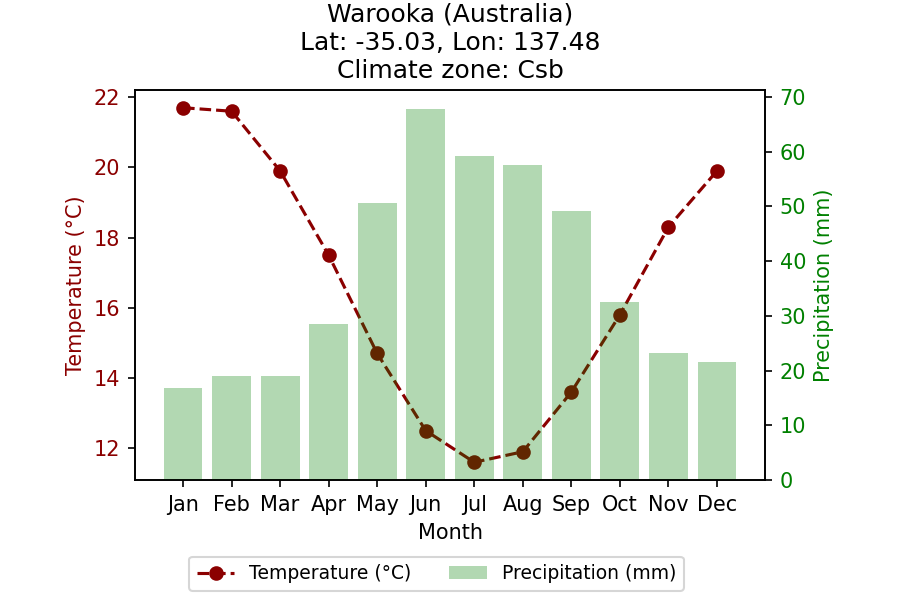 Warooka (Australia)
Lat: -35.03, Lon: 137.48
Climate zone: Csb
22
20
18
16
14
12
Temperature (°C)
70
60
50
40
30
20
10
0
Precipitation (mm)
Jan Feb Mar Apr May Jun Jul Aug Sep Oct Nov Dec
Month
Temperature (°C) Precipitation (mm)